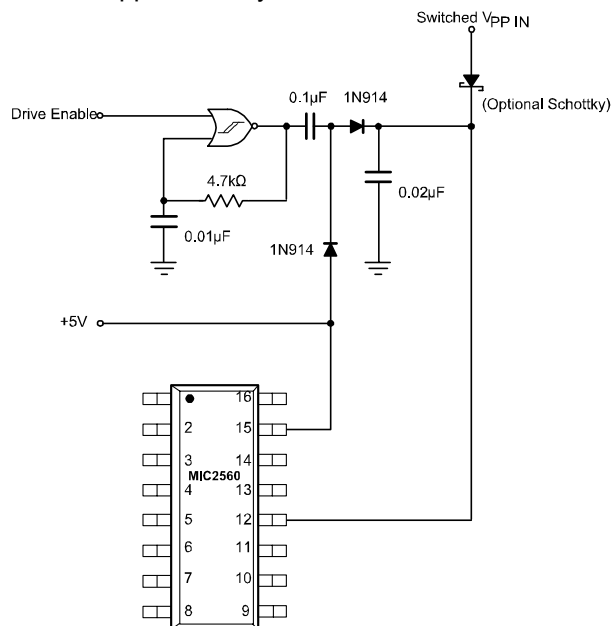 Switched VPP IN
0.1µF 1N914
Drive Enable
(Optional Schottky)
4.7kΩ
0.02µF
0.01µF
1N914
+5V
16
2 15
3 14
MIC2560
4 13
5 12
6 11
7 10
8 9